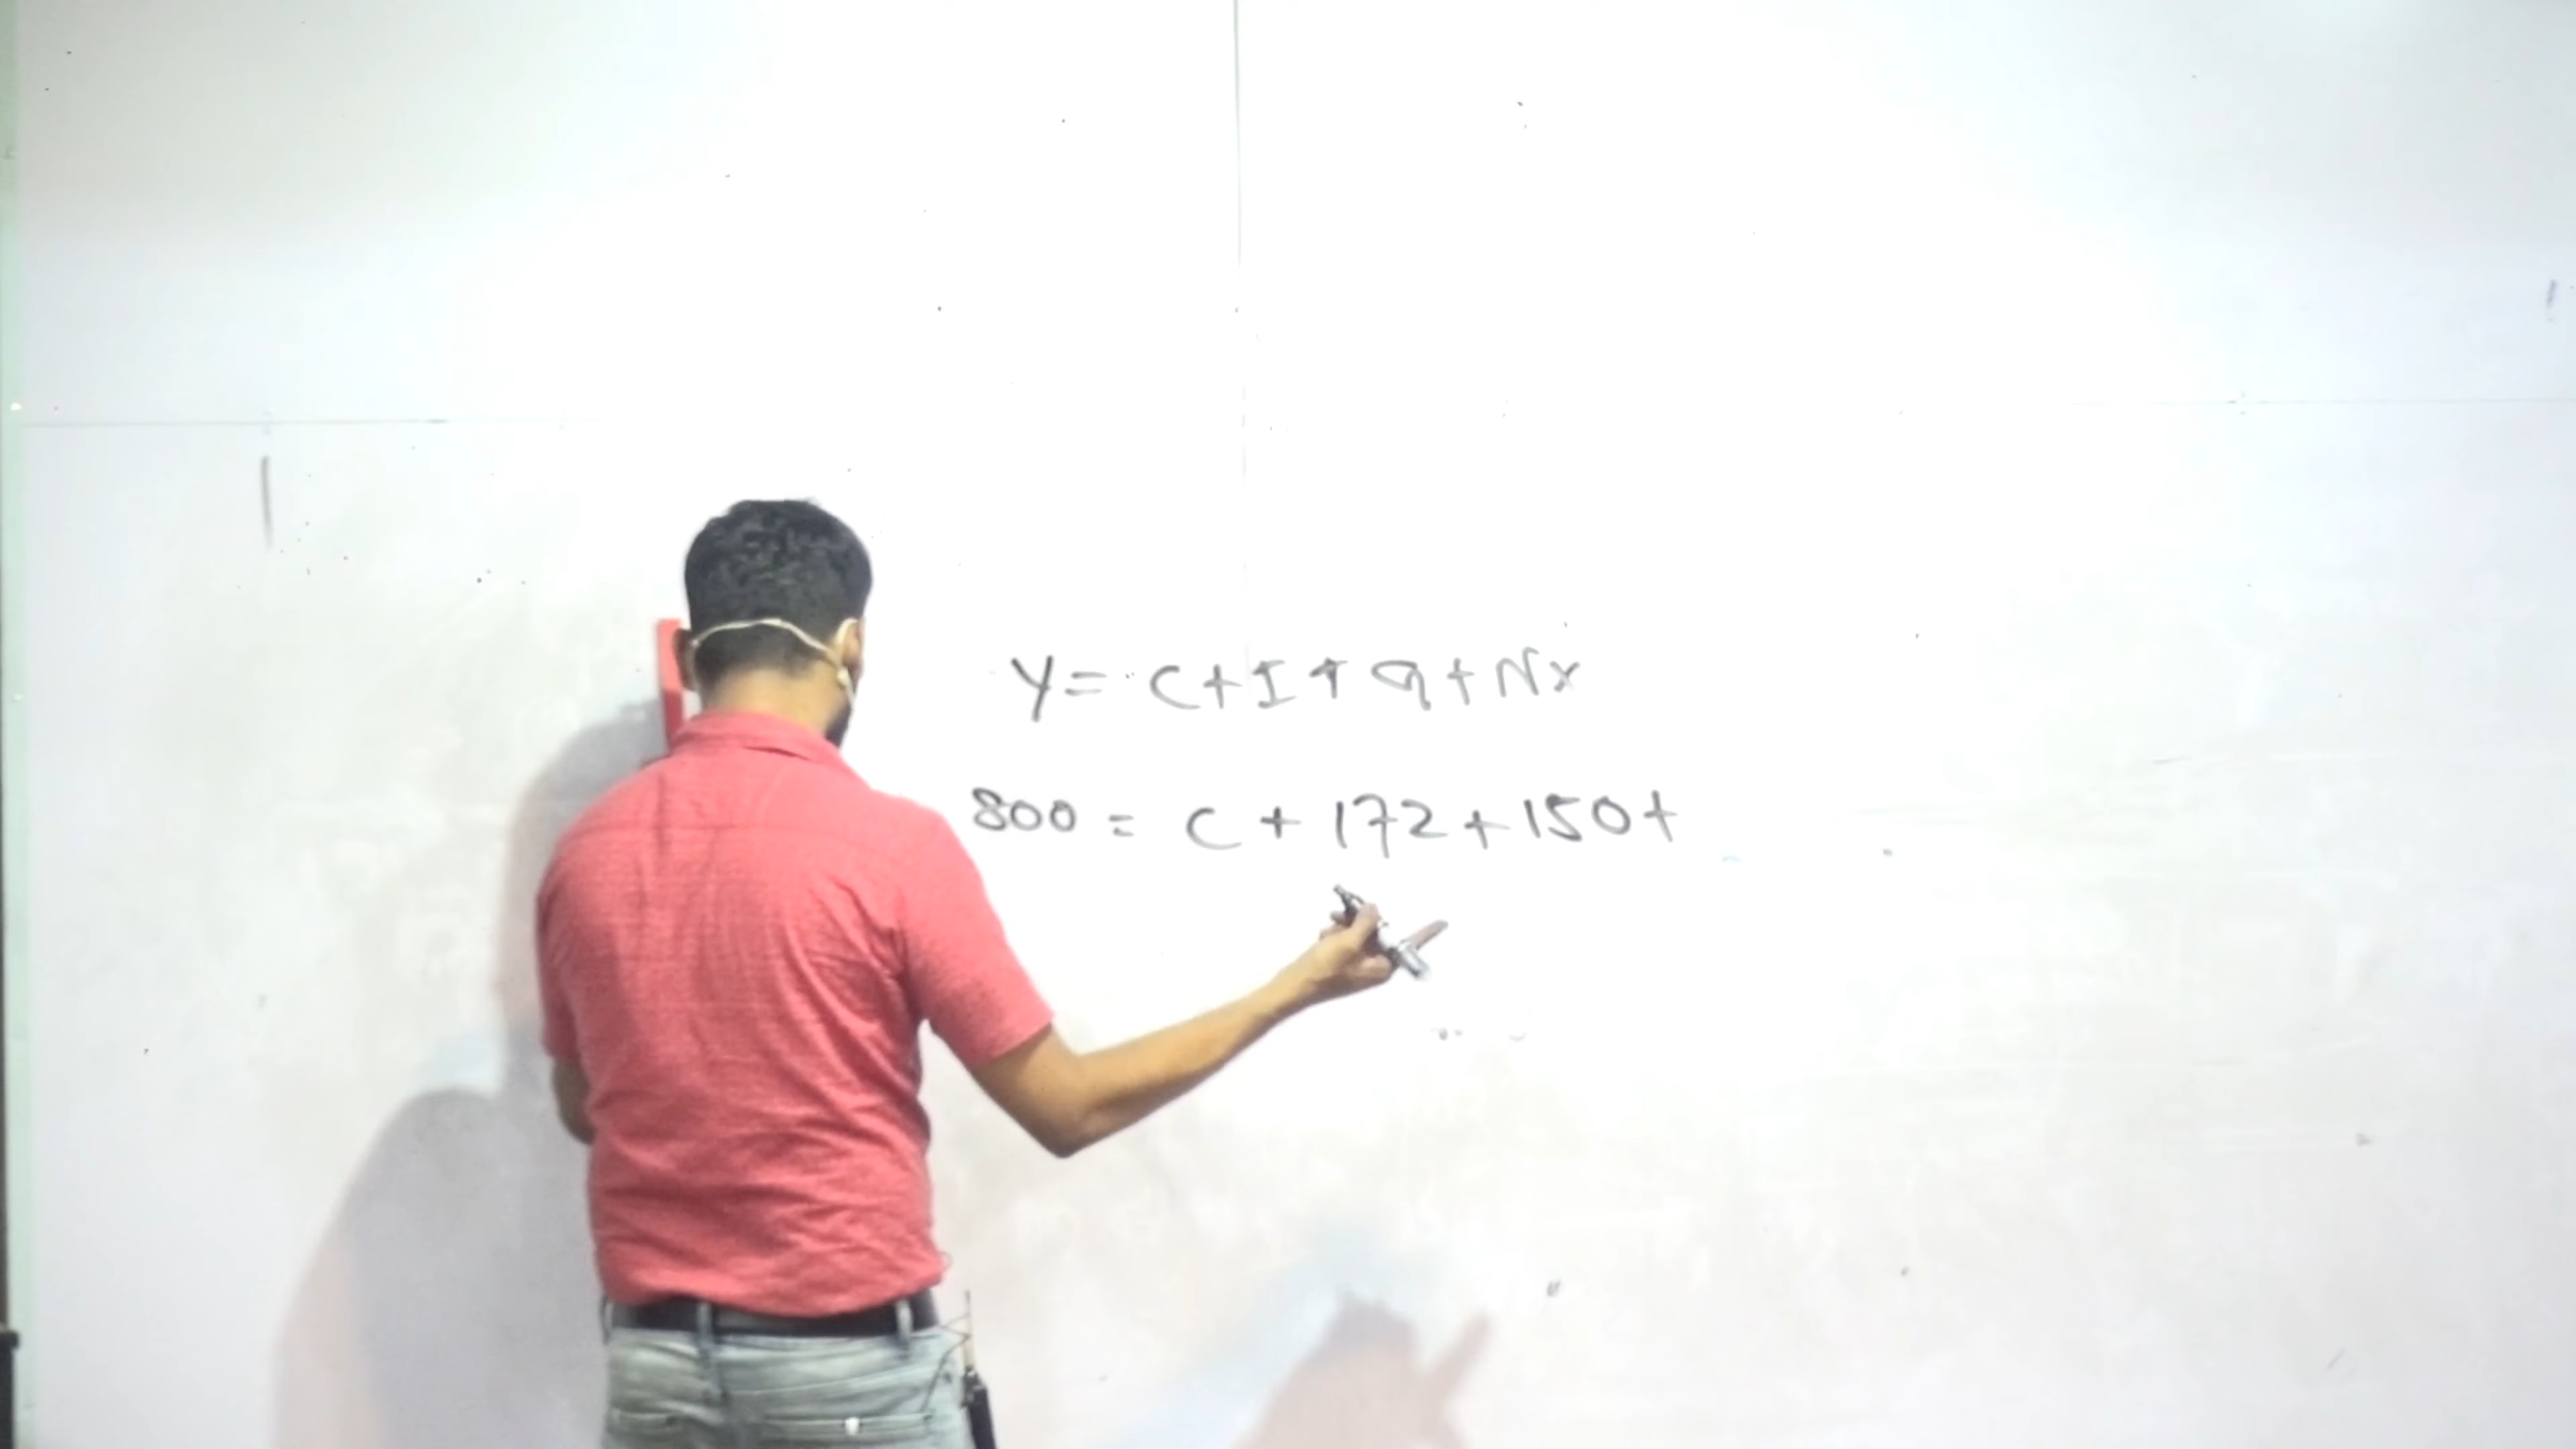 Y = C + I + G + Nx
800 = C + 172 + 150 +